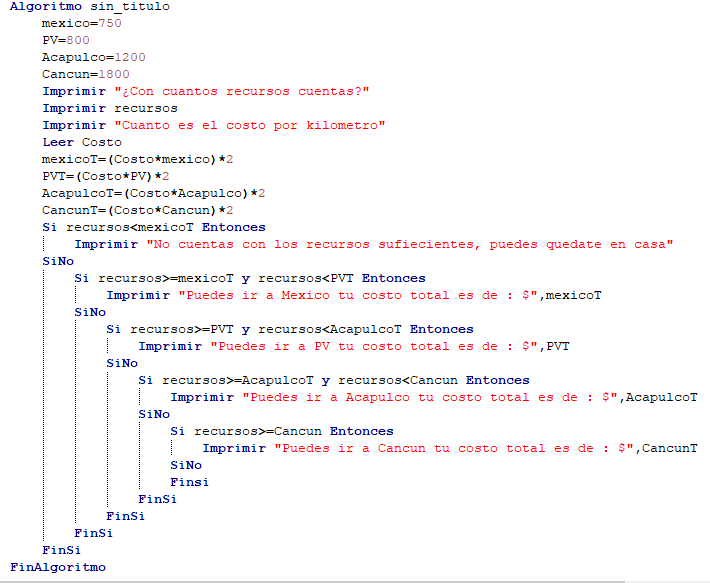 Algoritmo sin_titulo
mexico=750
PV=800
Acapulco=1200
Cancun=1800
Imprimir "¿Con cuantos recursos cuentas?"
Imprimir recursos
Imprimir "Cuanto es el costo por kilometro"
Leer Costo
mexicoT=(Costo*mexico)*2
PVT=(Costo*PV)*2
AcapulcoT=(Costo*Acapulco)*2
CancunT=(Costo*Cancun)*2
Si recursos<mexicoT Entonces
Imprimir "No cuentas con los recursos sufiecientes, puedes quedate en casa"
SiNo
Si recursos>=mexicoT y recursos<PVT Entonces
Imprimir "Puedes ir a Mexico tu costo total es de : $",mexicoT
SiNo
Si recursos>=PVT y recursos<AcapulcoT Entonces
Imprimir "Puedes ir a PV tu costo total es de : $",PVT
SiNo
Si recursos>=AcapulcoT y recursos<Cancun Entonces
Imprimir "Puedes ir a Acapulco tu costo total es de : $",AcapulcoT
SiNo
Si recursos>=Cancun Entonces
Imprimir "Puedes ir a Cancun tu costo total es de : $",CancunT
SiNo
Finsi
FinSi
FinSi
FinSi
FinSi
FinAlgoritmo